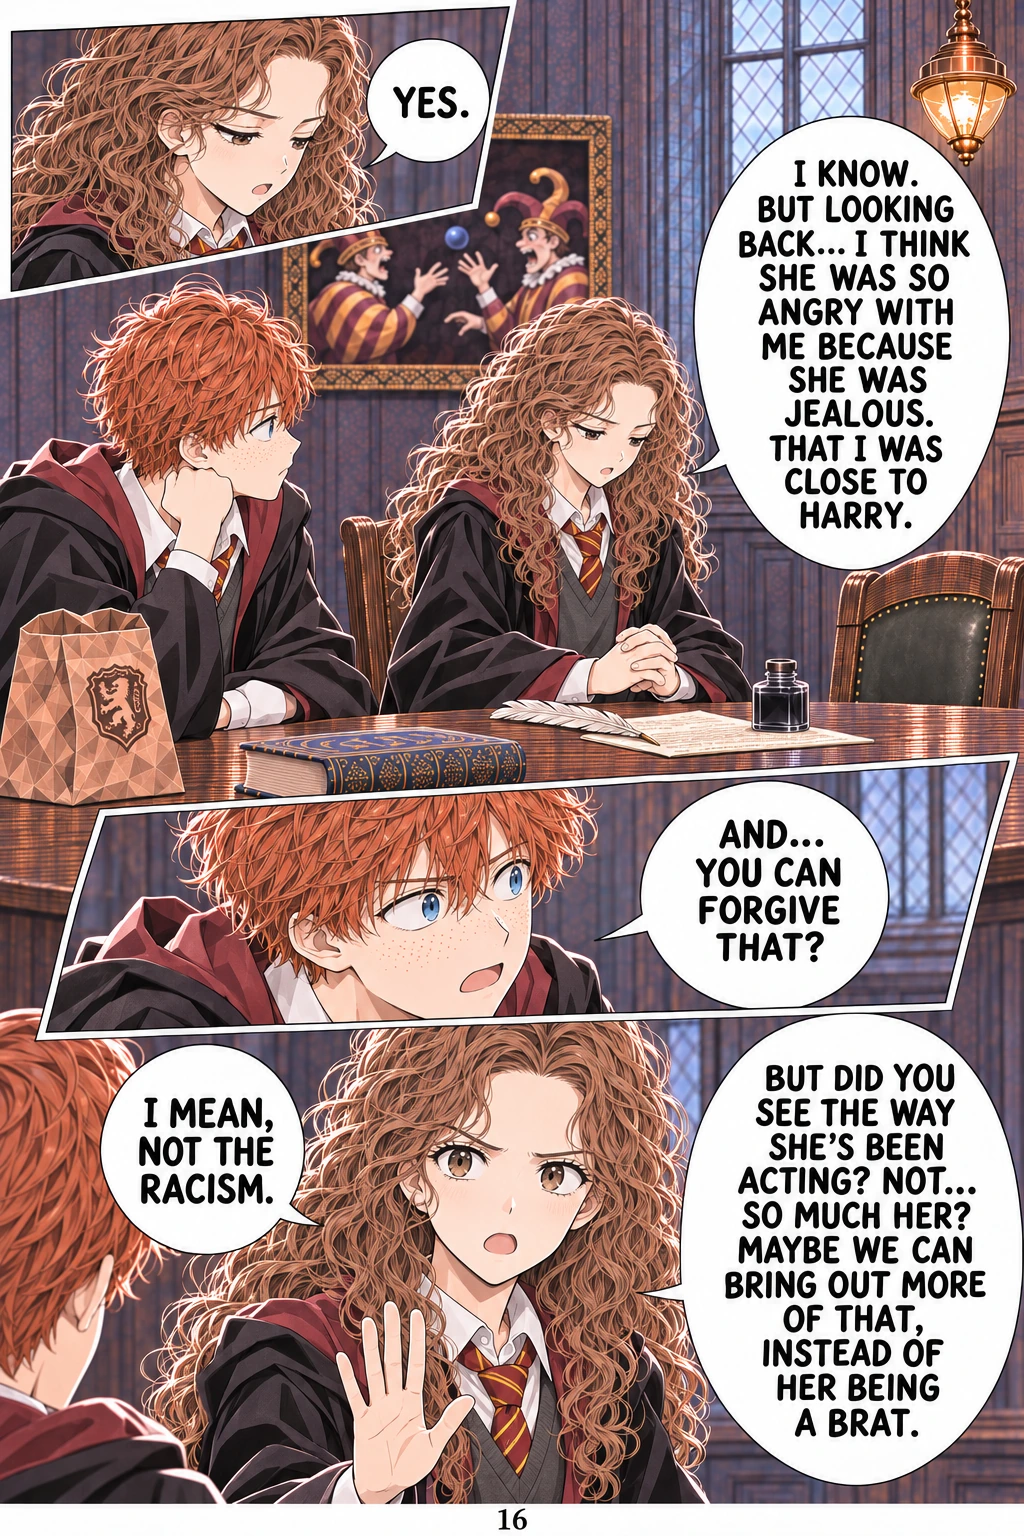 YES.
I KNOW.
BUT LOOKING
BACK... I THINK
SHE WAS SO
ANGRY WITH
ME BECAUSE
SHE WAS
JEALOUS.
THAT I WAS
CLOSE TO
HARRY.
AND...
YOU CAN
FORGIVE
THAT?
I MEAN,
NOT THE
RACISM.
BUT DID YOU
SEE THE WAY
SHE'S BEEN
ACTING? NOT...
SO MUCH HER?
MAYBE WE CAN
BRING OUT MORE
OF THAT,
INSTEAD OF
HER BEING
A BRAT.
16